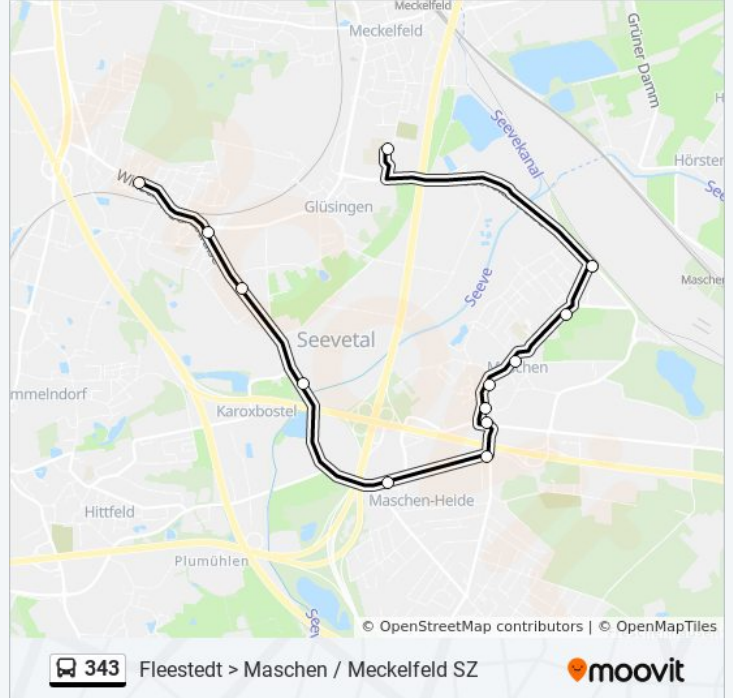 Meckelfeld
Meckelfeld
Grüner Damm
Seevekanal
Hörsten
Glüsingen
Seeve
Seevetal
Karoxbostel
Maschen-Heide
Hittfeld
Plumühlen
© OpenStreetMap contributors | © OpenMapTiles
343 Fleestedt > Maschen / Meckelfeld SZ
moovit